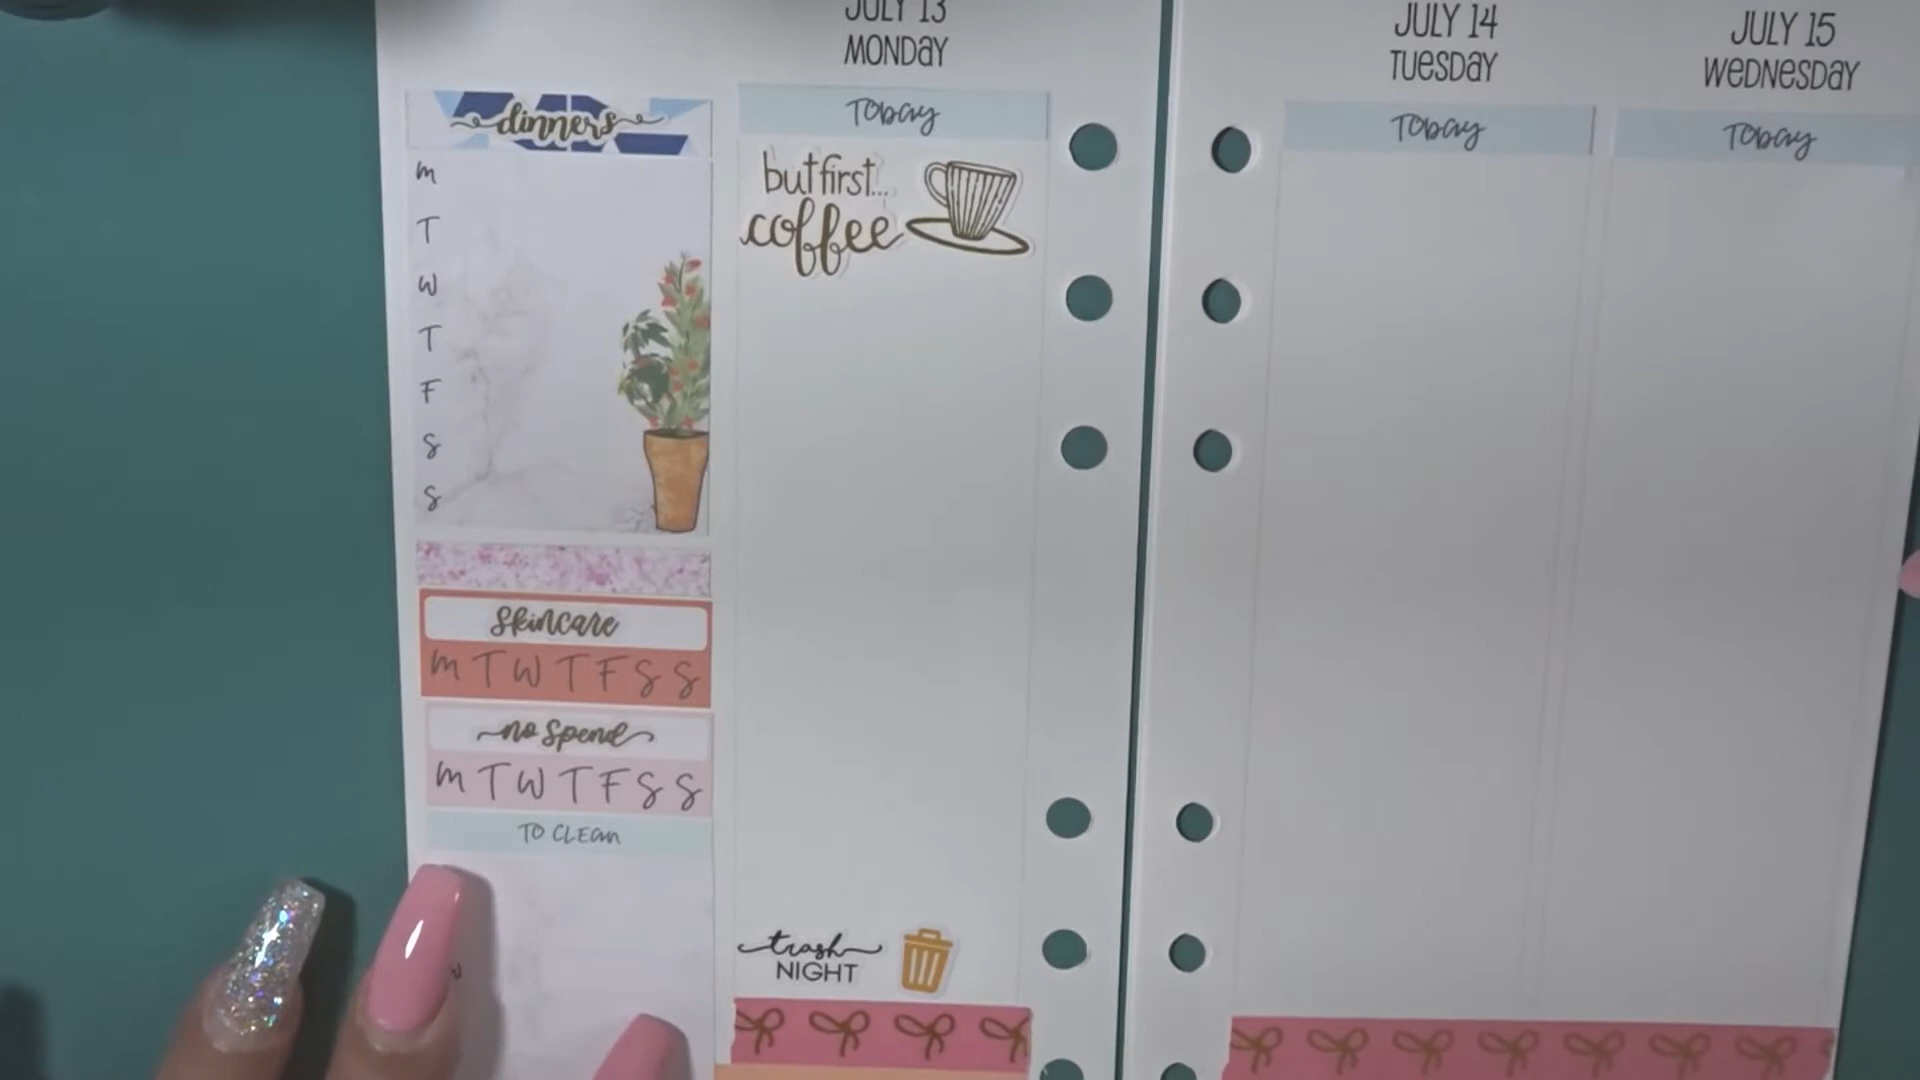 JULY 13
MONDAY
JULY 14
TUESDAY
JULY 15
WEDNESDAY
dinners
M
T
W
T
F
S
S
Skincare
M T W T F S S
no Spend
M T W T F S S
TO CLEan
W
TODay
but first...
coffee
trash
NIGHT
TODay
TODay